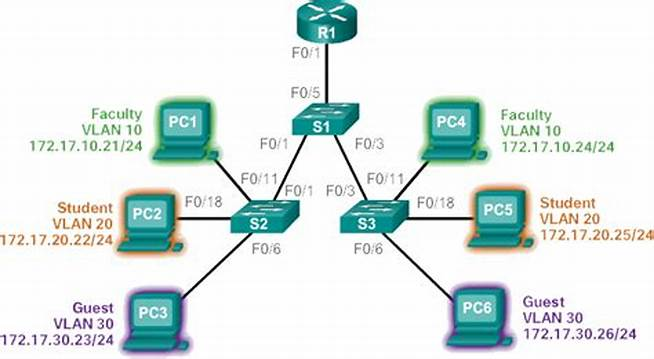 R1
F0/1
F0/5
S1
Faculty
VLAN 10
172.17.10.21/24
PC1
PC4
Faculty
VLAN 10
172.17.10.24/24
F0/1
F0/3
F0/11
F0/1
F0/3
F0/11
Student
VLAN 20
172.17.20.22/24
PC2
F0/18
S2
S3
F0/18
PC5
Student
VLAN 20
172.17.20.25/24
F0/6
F0/6
Guest
VLAN 30
172.17.30.23/24
PC3
PC6
Guest
VLAN 30
172.17.30.26/24